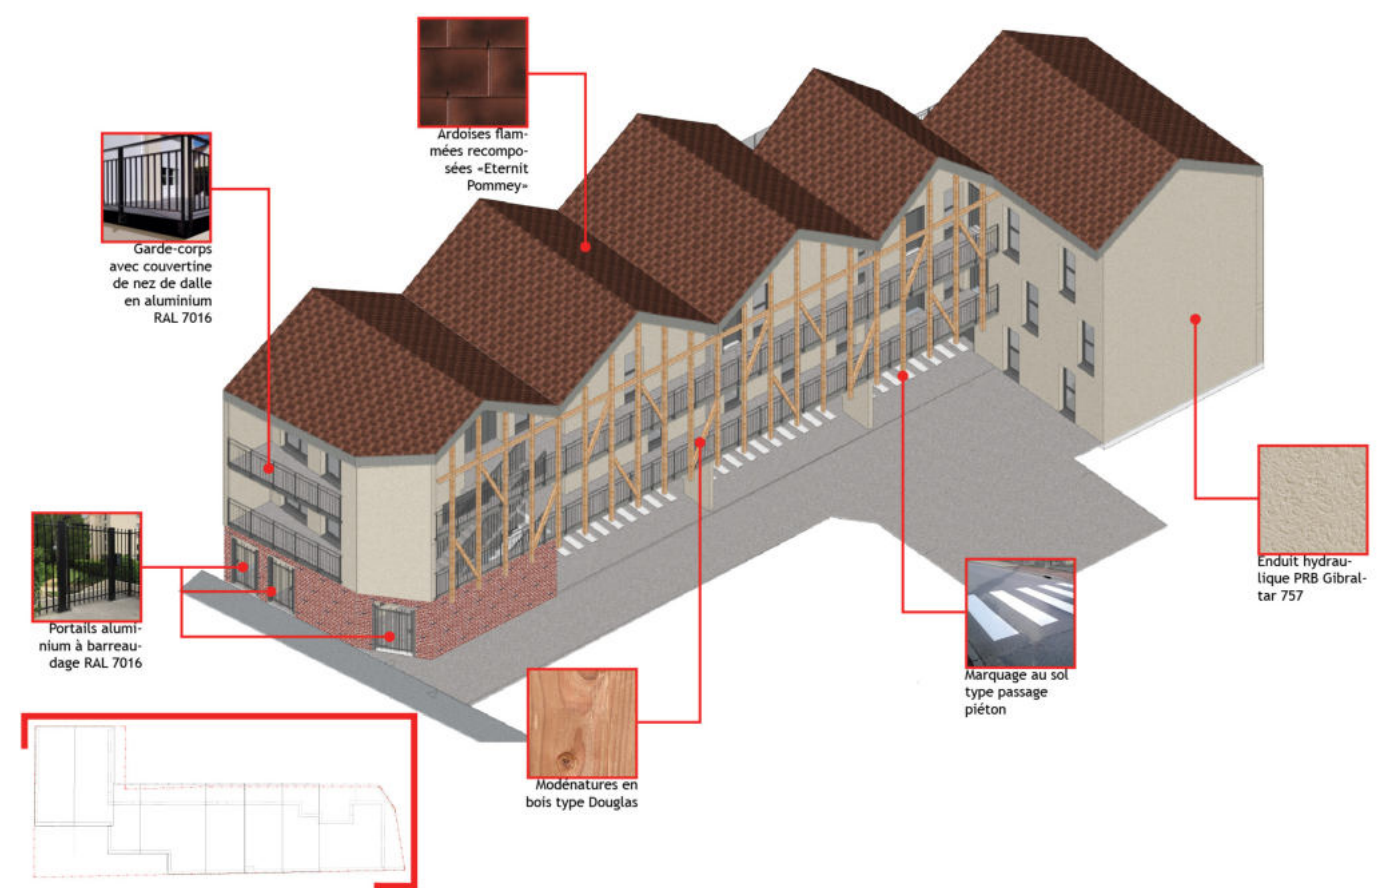 Ardoises flam-
mées recompo-
sées «Eternit
Pommey»
Garde-corps
avec couvertine
de nez de dalle
en aluminium
RAL 7016
Portails alumi-
nium à barreau-
dage RAL 7016
Modénatures en
bois type Douglas
Marquage au sol
type passage
piéton
Enduit hydrau-
lique PRB Gibral-
tar 757